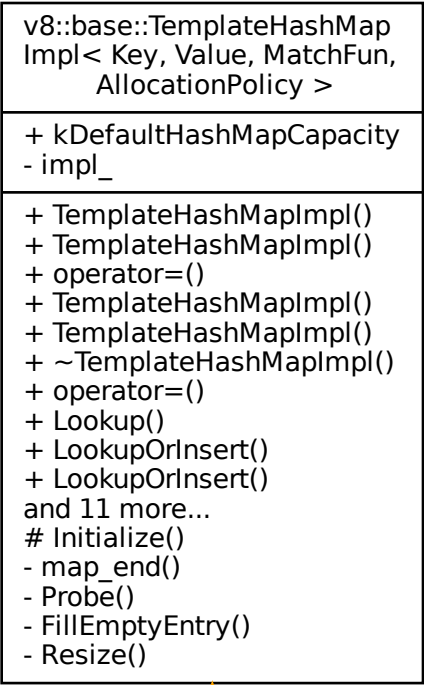 v8::base::TemplateHashMap
Impl< Key, Value, MatchFun,
AllocationPolicy >
+ kDefaultHashMapCapacity
- impl_
+ TemplateHashMapImpl()
+ TemplateHashMapImpl()
+ operator=()
+ TemplateHashMapImpl()
+ TemplateHashMapImpl()
+ ~TemplateHashMapImpl()
+ operator=()
+ Lookup()
+ LookupOrInsert()
+ LookupOrInsert()
and 11 more...
# Initialize()
- map_end()
- Probe()
- FillEmptyEntry()
- Resize()